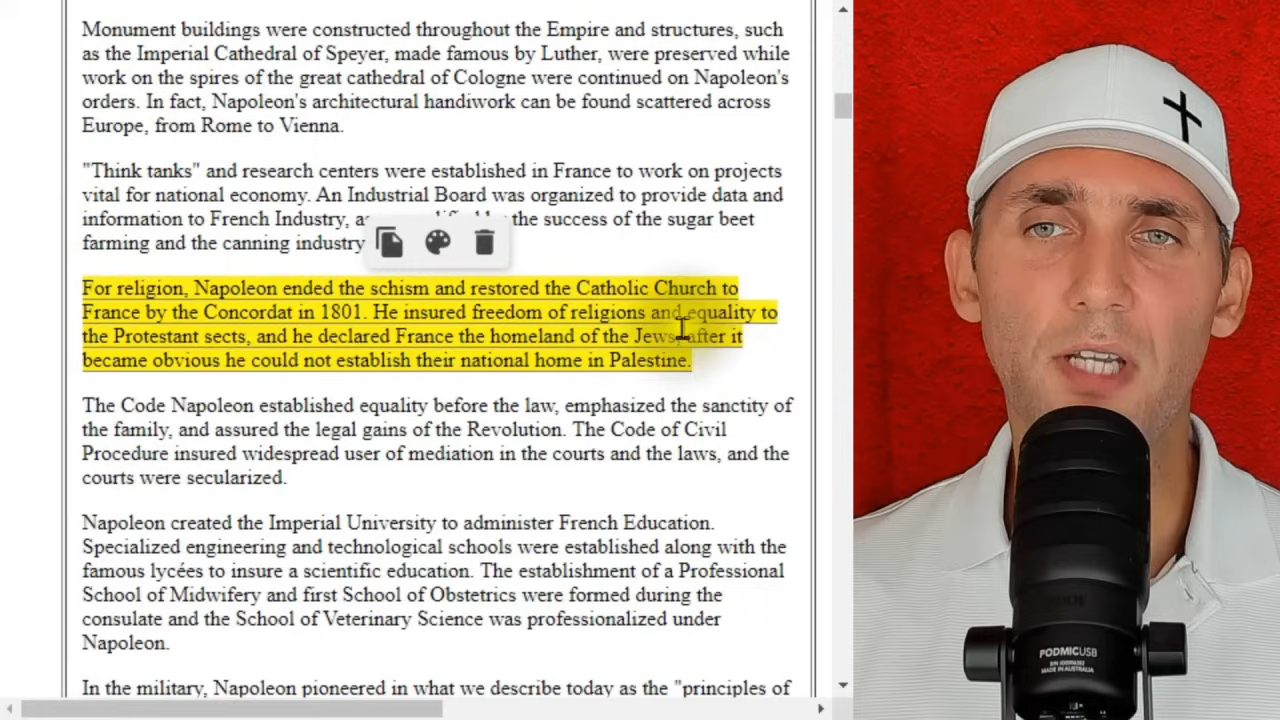 Monument buildings were constructed throughout the Empire and structures, such
as the Imperial Cathedral of Speyer, made famous by Luther, were preserved while
work on the spires of the great cathedral of Cologne were continued on Napoleon's
orders. In fact, Napoleon's architectural handiwork can be found scattered across
Europe, from Rome to Vienna.
"Think tanks" and research centers were established in France to work on projects
vital for national economy. An Industrial Board was organized to provide data and
information to French Industry, the success of the sugar beet
farming and the canning industry
For religion, Napoleon ended the schism and restored the Catholic Church to
France by the Concordat in 1801. He insured freedom of religions and equality to
the Protestant sects, and he declared France the homeland of the Jews, after it
became obvious he could not establish their national home in Palestine.
The Code Napoleon established equality before the law, emphasized the sanctity of
the family, and assured the legal gains of the Revolution. The Code of Civil
Procedure insured widespread user of mediation in the courts and the laws, and the
courts were secularized.
Napoleon created the Imperial University to administer French Education.
Specialized engineering and technological schools were established along with the
famous lycées to insure a scientific education. The establishment of a Professional
School of Midwifery and first School of Obstetrics were formed during the
consulate and the School of Veterinary Science was professionalized under
Napoleon.
In the military, Napoleon pioneered in what we describe today as the "principles of
PODMICUSB
MADE IN AUSTRALIA